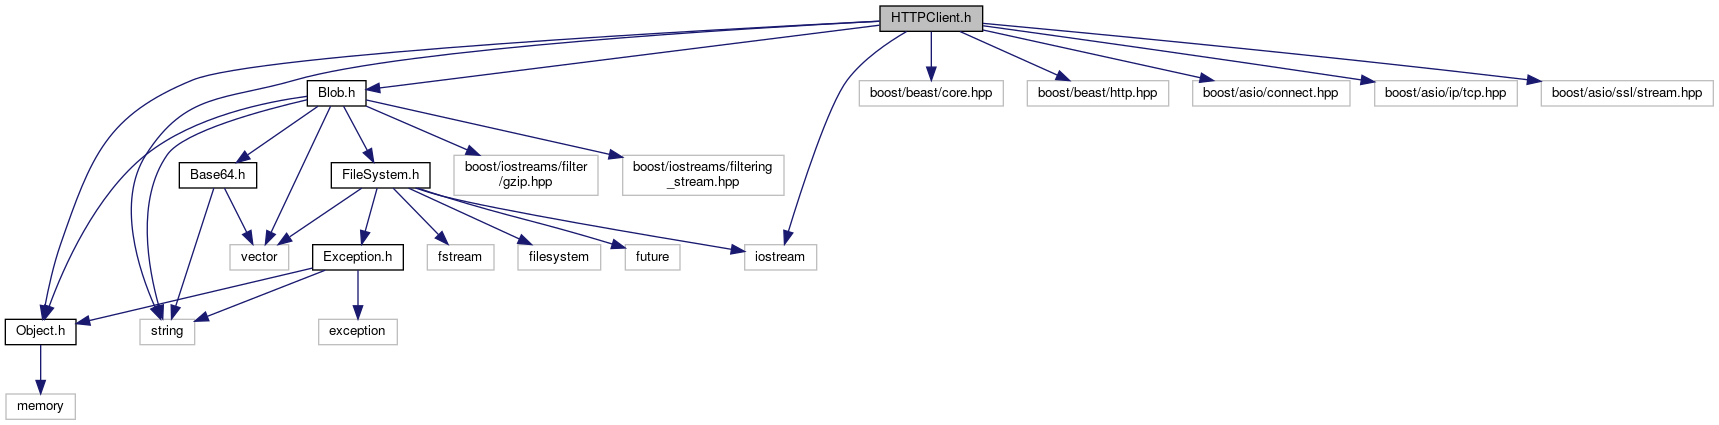 HTTPClient.h
Blob.h
boost/beast/core.hpp
boost/beast/http.hpp
boost/asio/connect.hpp
boost/asio/ip/tcp.hpp
boost/asio/ssl/stream.hpp
Base64.h
FileSystem.h
boost/iostreams/filter
/gzip.hpp
boost/iostreams/filtering
_stream.hpp
vector
Exception.h
fstream
filesystem
future
iostream
Object.h
string
exception
memory